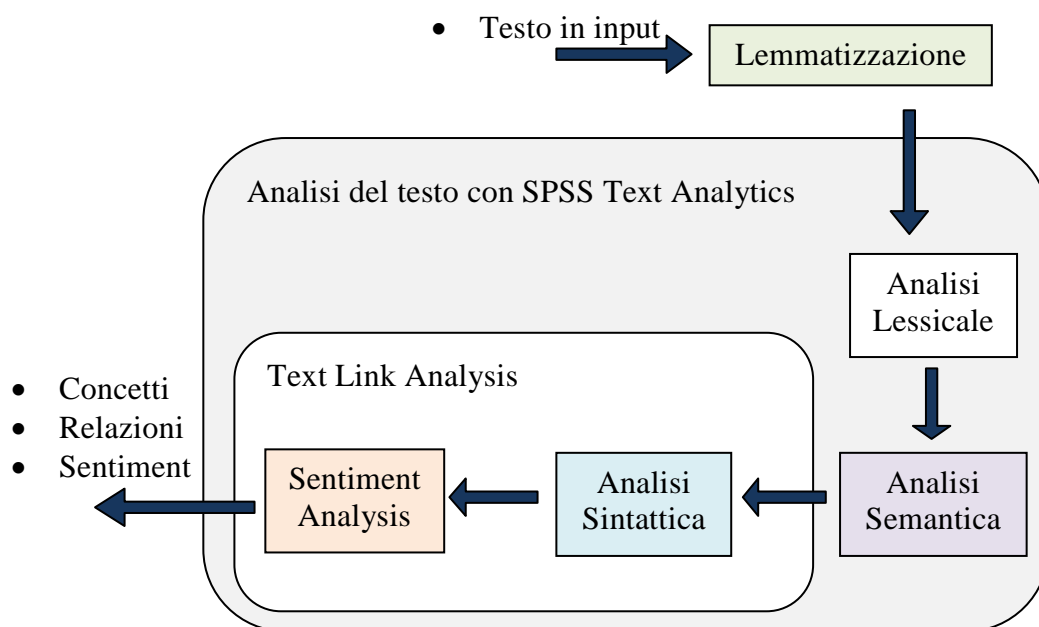 • Testo in input
Lemmatizzazione
Analisi del testo con SPSS Text Analytics
Analisi
Lessicale
Text Link Analysis
• Concetti
• Relazioni
• Sentiment
Sentiment
Analysis
Analisi
Sintattica
Analisi
Semantica